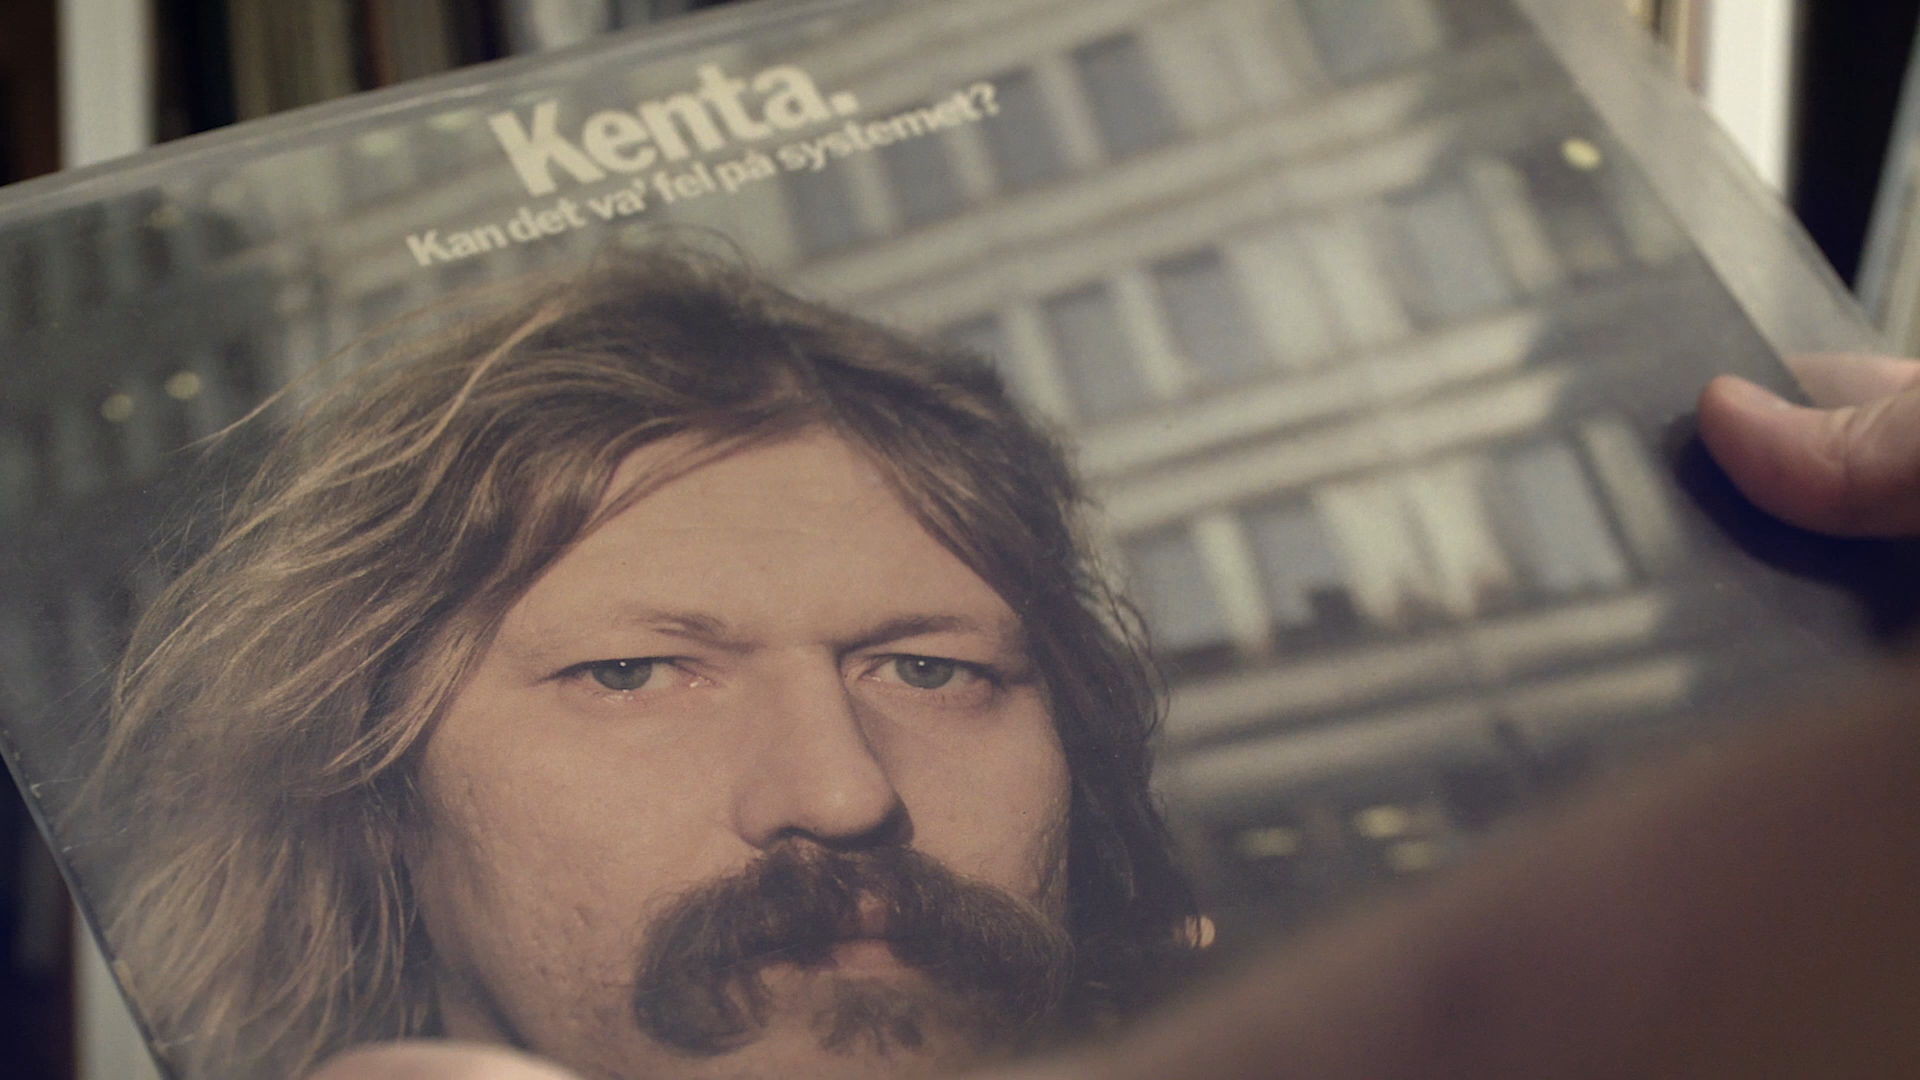 Kenta.
Kan det va' fel på systemet?